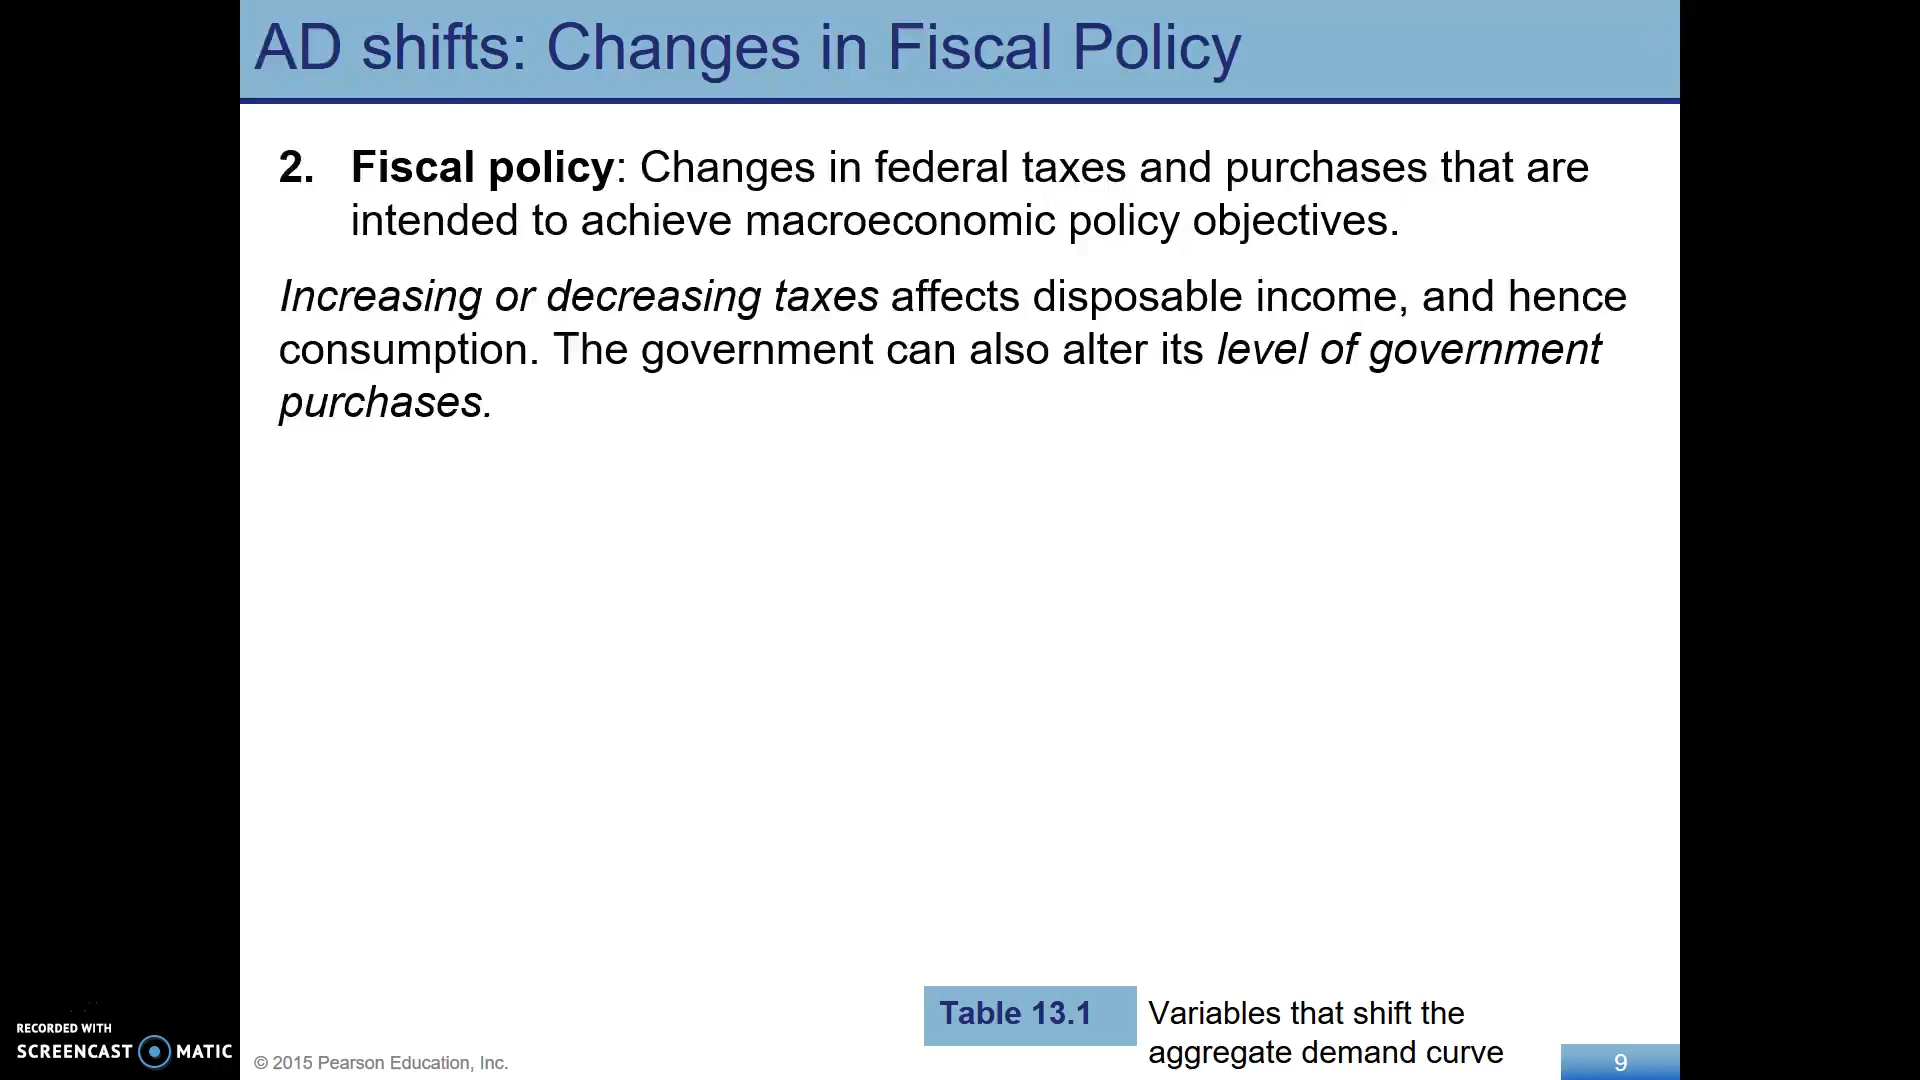 AD shifts: Changes in Fiscal Policy
2. Fiscal policy: Changes in federal taxes and purchases that are
intended to achieve macroeconomic policy objectives.
Increasing or decreasing taxes affects disposable income, and hence
consumption. The government can also alter its level of government
purchases.
Table 13.1
Variables that shift the
aggregate demand curve
RECORDED WITH
SCREENCAST MATIC
© 2015 Pearson Education, Inc.
9